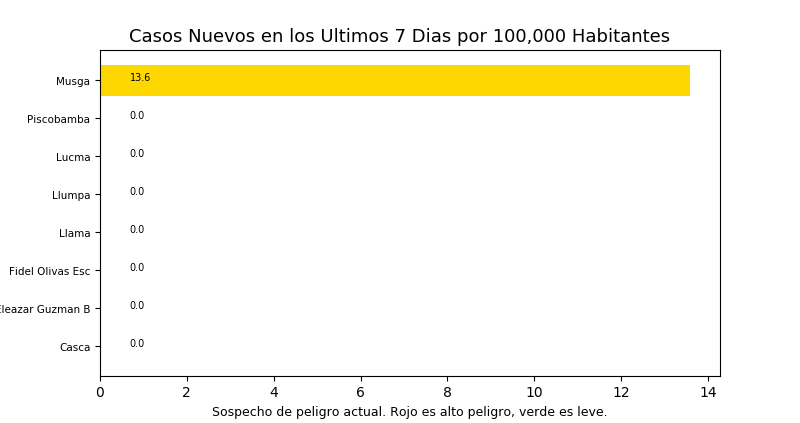 Casos Nuevos en los Ultimos 7 Dias por 100,000 Habitantes
Musga 13.6
Piscobamba 0.0
Lucma 0.0
Llumpa 0.0
Llama 0.0
Fidel Olivas Esc 0.0
Eleazar Guzman B 0.0
Casca 0.0
0 2 4 6 8 10 12 14
Sospecho de peligro actual. Rojo es alto peligro, verde es leve.